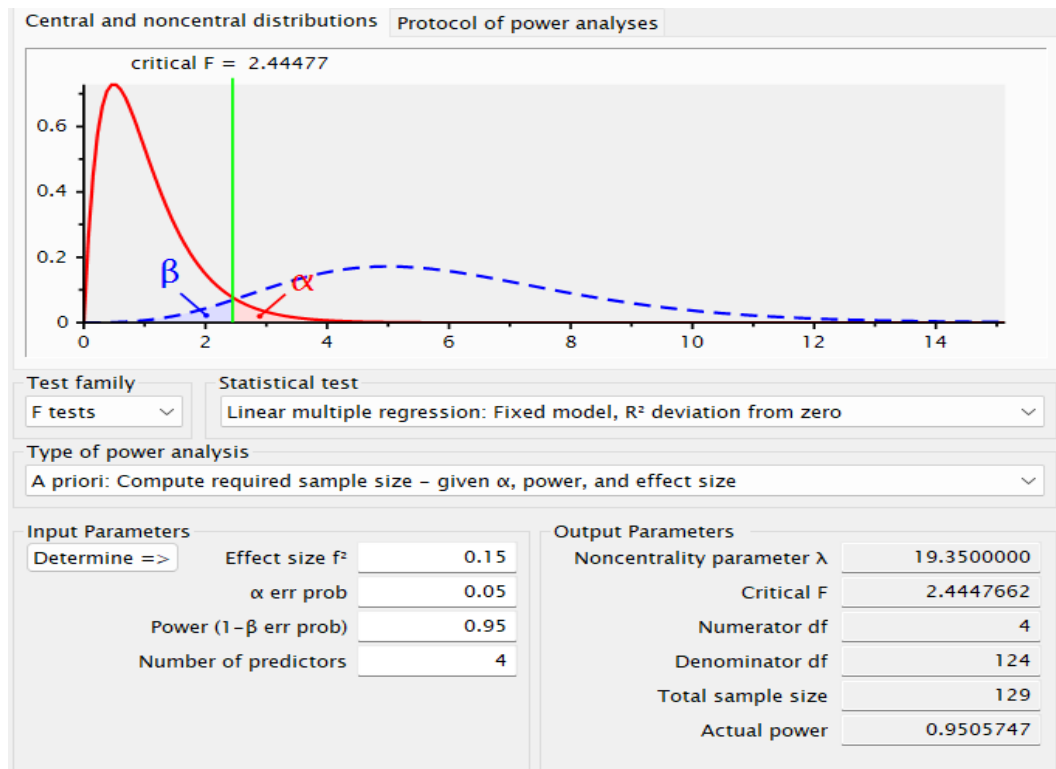 Central and noncentral distributions Protocol of power analyses
critical F = 2.44477
0.6
0.4
0.2
0
β
α
0 2 4 6 8 10 12 14
Test family Statistical test
F tests Linear multiple regression: Fixed model, R² deviation from zero
Type of power analysis
A priori: Compute required sample size – given α, power, and effect size
Input Parameters
Determine => Effect size f² 0.15
α err prob 0.05
Power (1–β err prob) 0.95
Number of predictors 4
Output Parameters
Noncentrality parameter λ 19.3500000
Critical F 2.4447662
Numerator df 4
Denominator df 124
Total sample size 129
Actual power 0.9505747